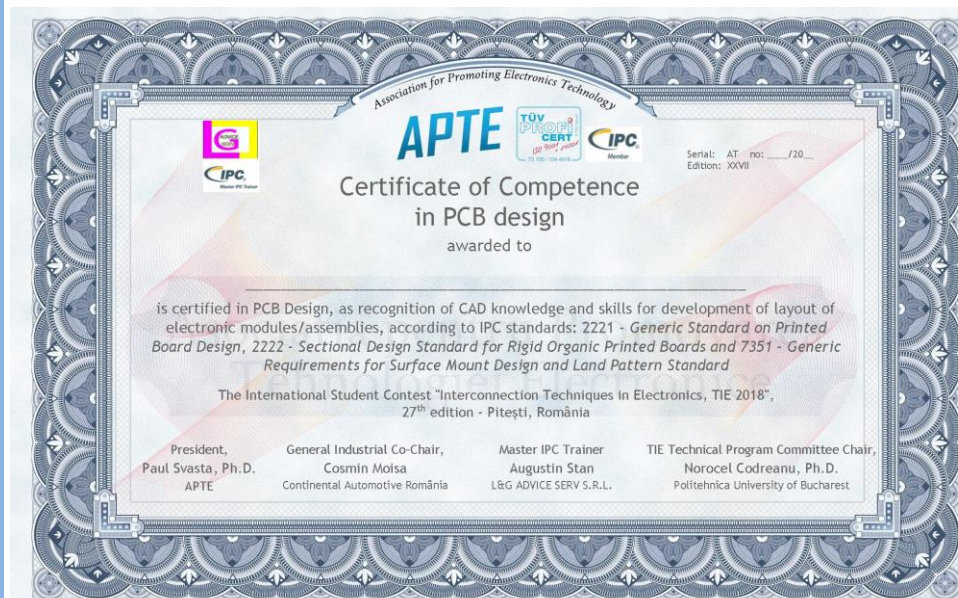 Association for Promoting Electronics Technology
APTE
TÜV
PROFI
CERT
ISO 9001
IPC
Member
LG
ADVICE
IPC
Master IPC Trainer
Serial: AT no: ____/20__
Edition: XXVII
Certificate of Competence
in PCB design
awarded to
is certified in PCB Design, as recognition of CAD knowledge and skills for development of layout of
electronic modules/assemblies, according to IPC standards: 2221 - Generic Standard on Printed
Board Design, 2222 - Sectional Design Standard for Rigid Organic Printed Boards and 7351 - Generic
Requirements for Surface Mount Design and Land Pattern Standard
The International Student Contest "Interconnection Techniques in Electronics, TIE 2018",
27th edition - Pitești, România
President,
Paul Svasta, Ph.D.
APTE
General Industrial Co-Chair,
Cosmin Moisa
Continental Automotive România
Master IPC Trainer
Augustin Stan
L&G ADVICE SERV S.R.L.
TIE Technical Program Committee Chair,
Norocel Codreanu, Ph.D.
Politehnica University of Bucharest